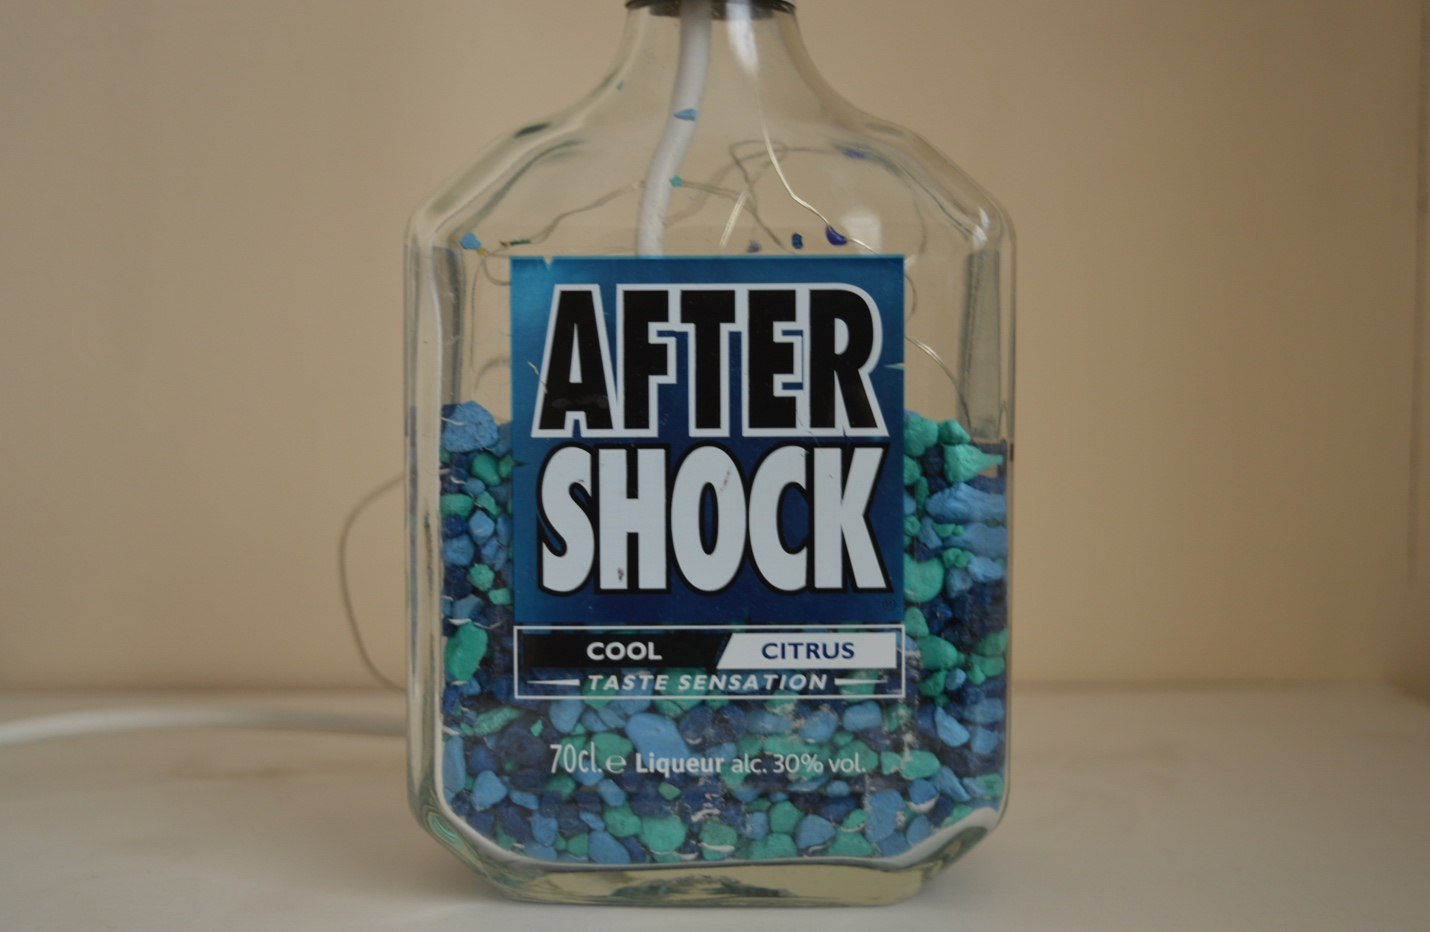 AFTER
SHOCK
COOL CITRUS
TASTE SENSATION
70cl. ℮ Liqueur alc. 30% vol.